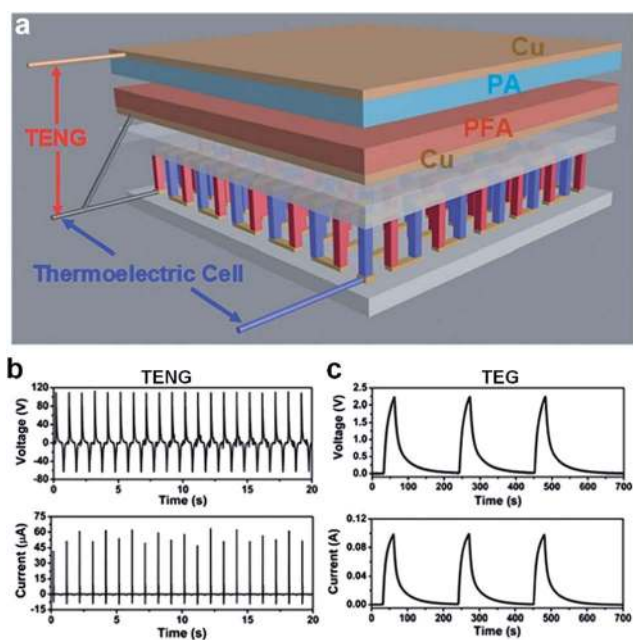 a
Cu
PA
PFA
TENG
Cu
Thermoelectric Cell
b
TENG
Voltage (V)
120
80
40
0
-40
-80
0 5 10 15 20
Time (s)
Current (μA)
75
60
45
30
15
0
-15
0 5 10 15 20
Time (s)
c
TEG
Voltage (V)
2.5
2.0
1.5
1.0
0.5
0.0
0 100 200 300 400 500 600 700
Time (s)
Current (A)
0.12
0.08
0.04
0.00
0 100 200 300 400 500 600 700
Time (s)